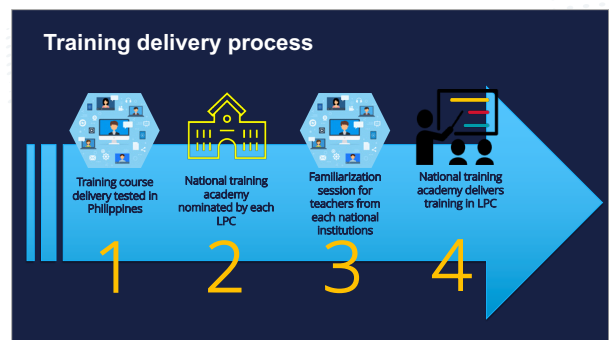 Training delivery process
Training course
delivery tested in
Philippines
1
National training
academy
nominated by each
LPC
2
Familiarization
session for
teachers from
each national
institutions
3
National training
academy delivers
training in LPC
4